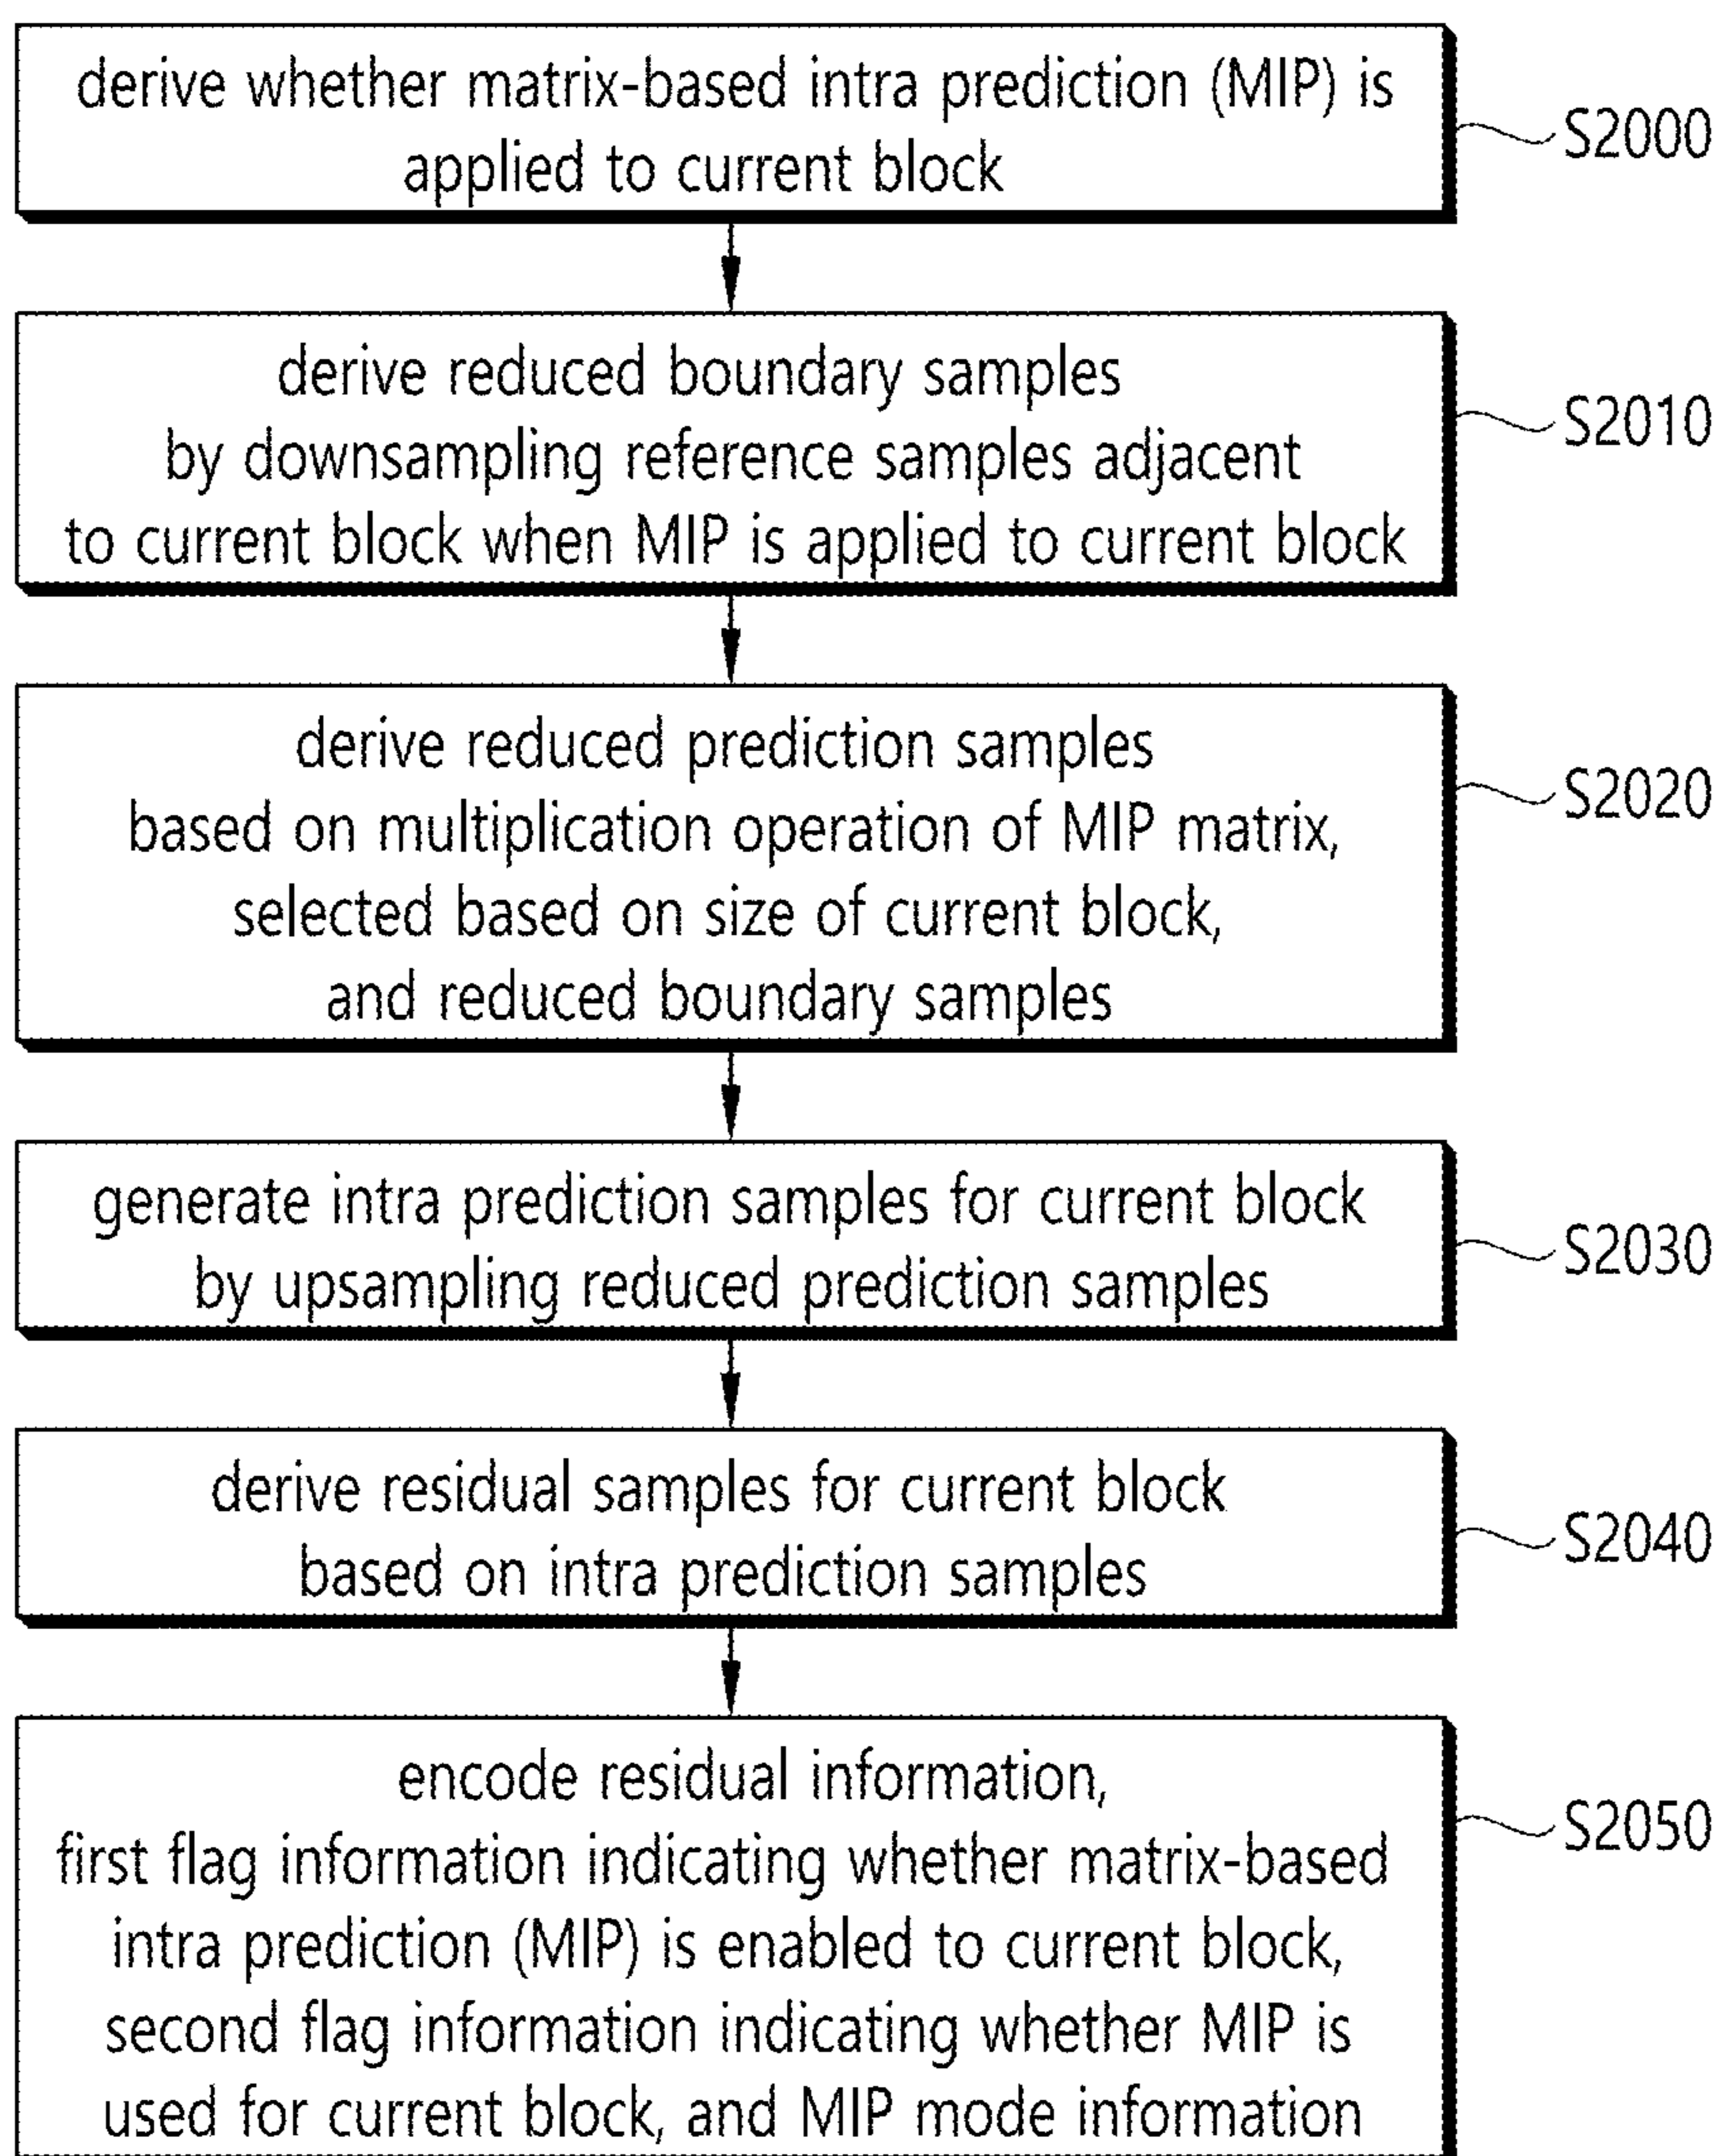 derive whether matrix-based intra prediction (MIP) is
applied to current block
S2000
derive reduced boundary samples
by downsampling reference samples adjacent
to current block when MIP is applied to current block
S2010
derive reduced prediction samples
based on multiplication operation of MIP matrix,
selected based on size of current block,
and reduced boundary samples
S2020
generate intra prediction samples for current block
by upsampling reduced prediction samples
S2030
derive residual samples for current block
based on intra prediction samples
S2040
encode residual information,
first flag information indicating whether matrix-based
intra prediction (MIP) is enabled to current block,
second flag information indicating whether MIP is
used for current block, and MIP mode information
S2050